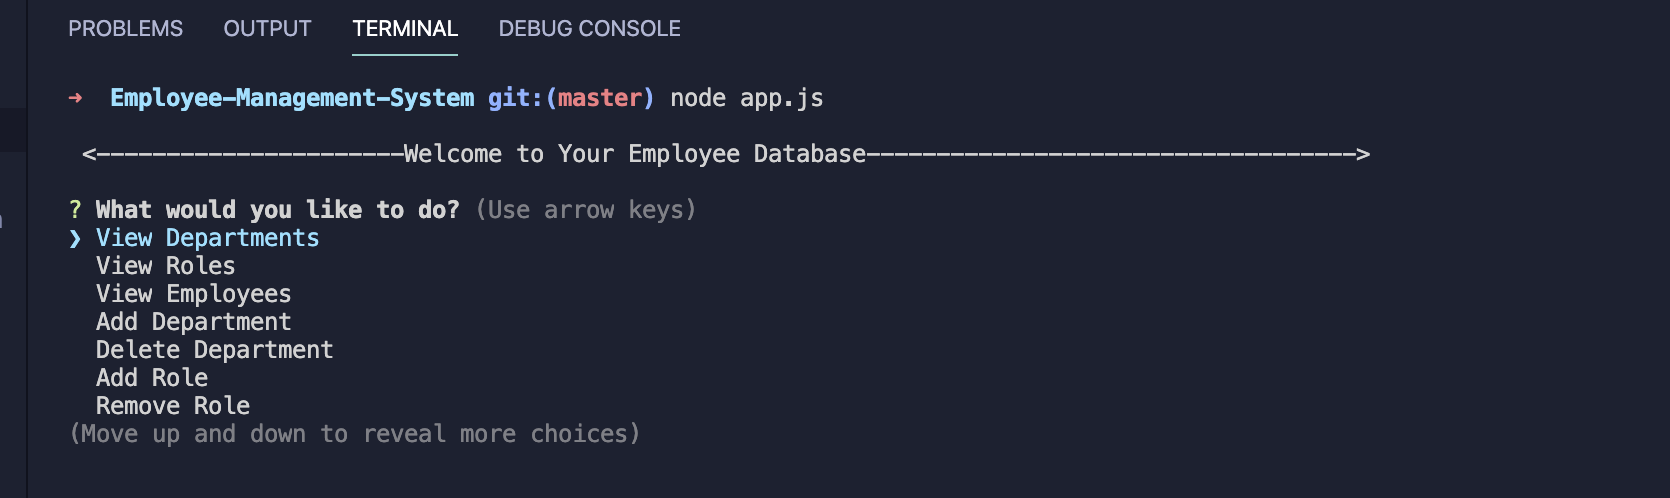 PROBLEMS OUTPUT TERMINAL DEBUG CONSOLE
➜ Employee-Management-System git:(master) node app.js
<----------------------Welcome to Your Employee Database----------------------------------->
? What would you like to do? (Use arrow keys)
❯ View Departments
View Roles
View Employees
Add Department
Delete Department
Add Role
Remove Role
(Move up and down to reveal more choices)